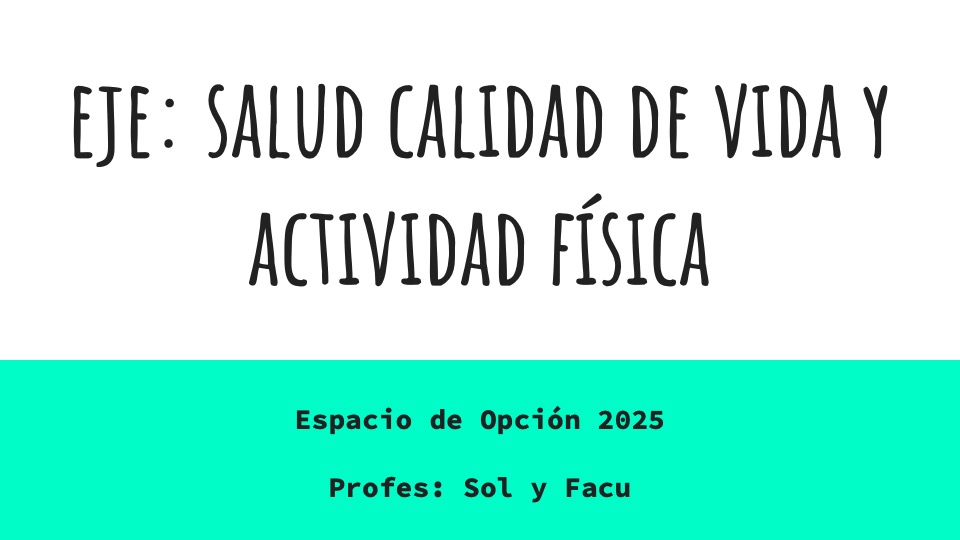 EJE: SALUD CALIDAD DE VIDA Y
ACTIVIDAD FÍSICA
Espacio de Opción 2025
Profes: Sol y Facu